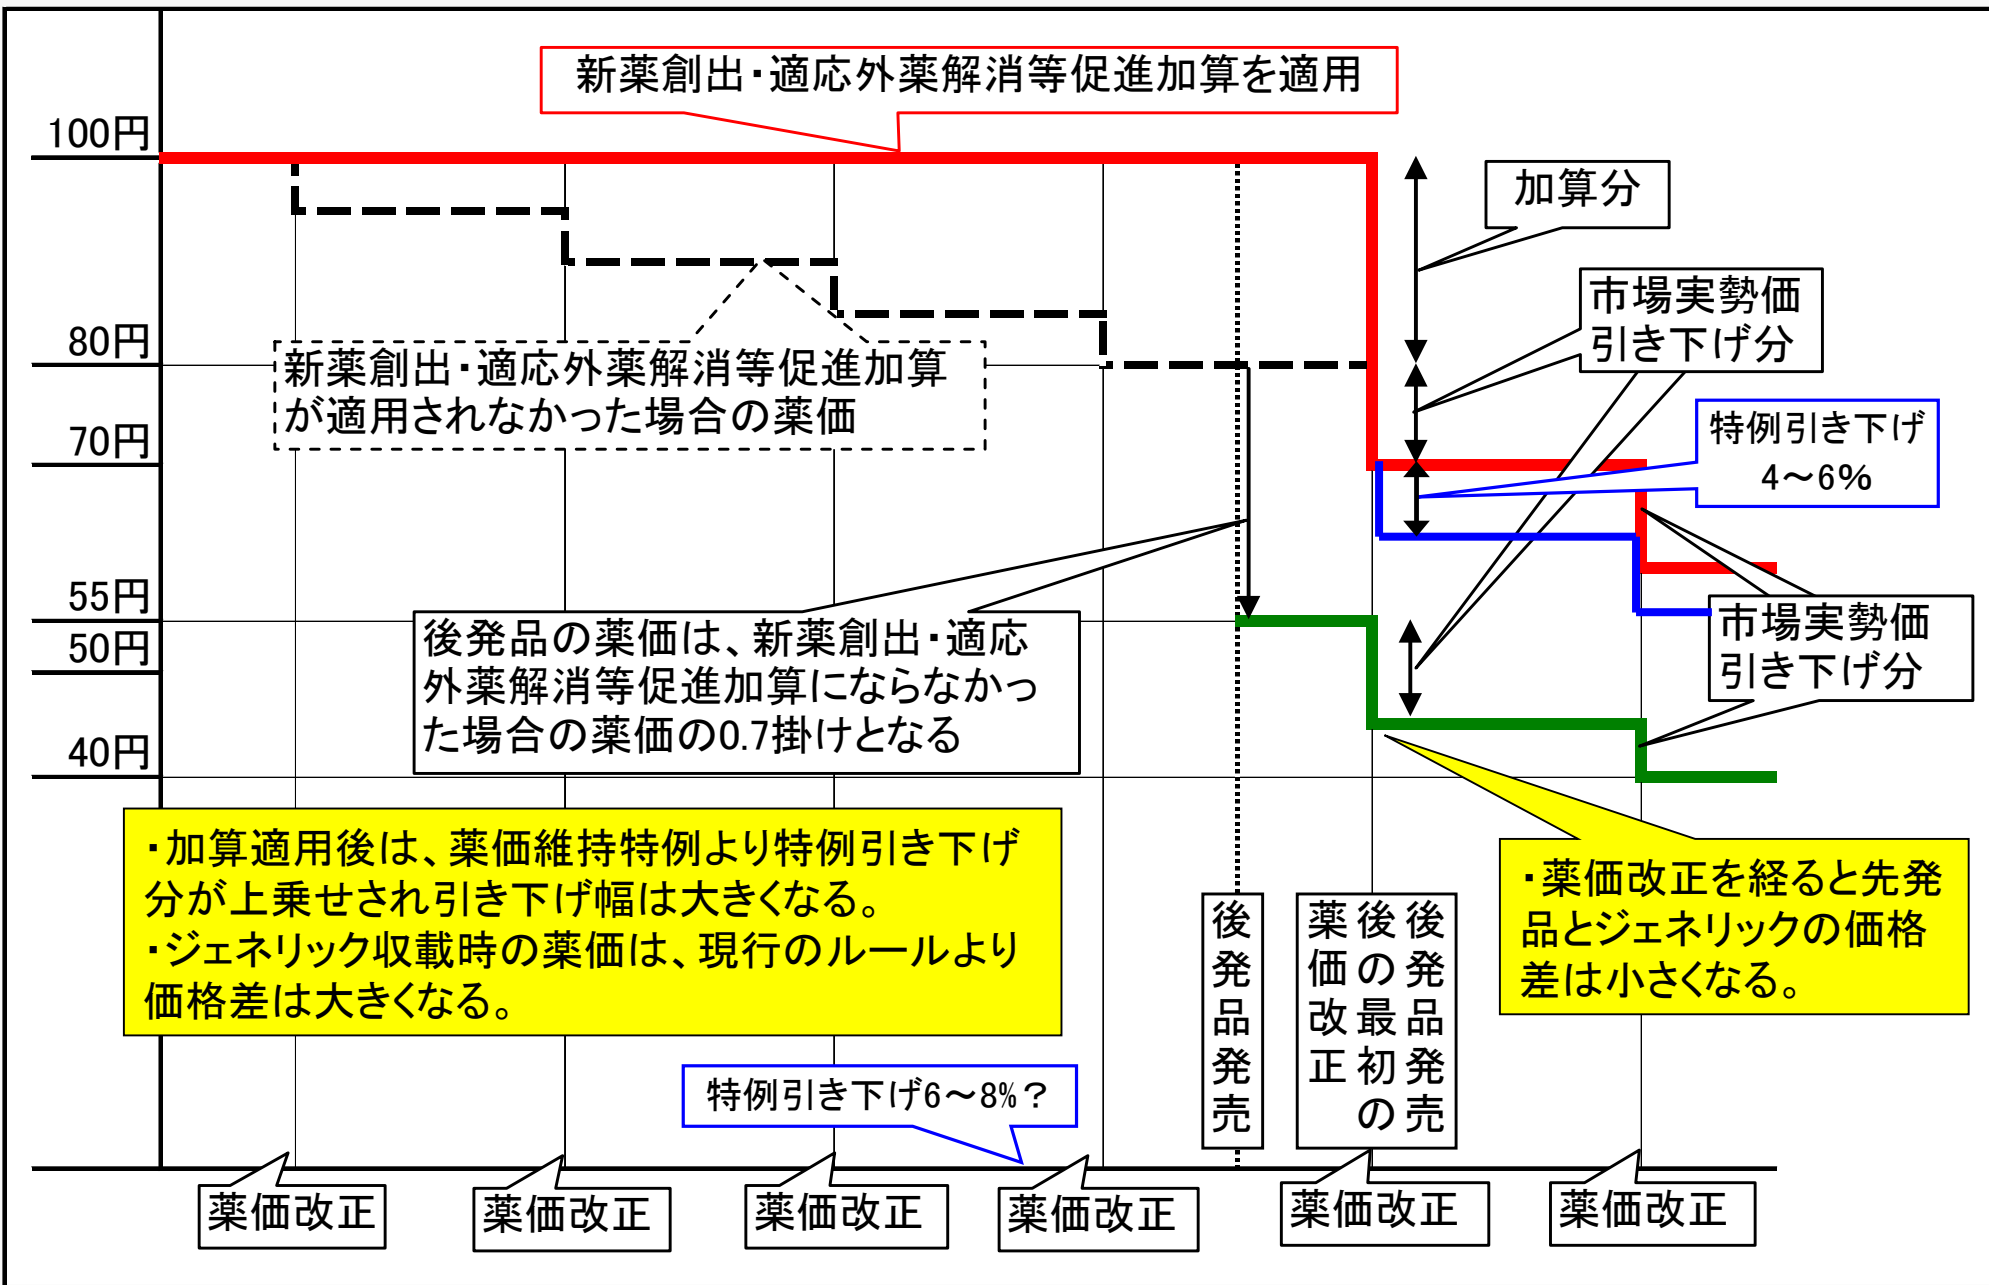 新薬創出・適応外薬解消等促進加算を適用
100円
加算分
市場実勢価
引き下げ分
80円
新薬創出・適応外薬解消等促進加算
が適用されなかった場合の薬価
特例引き下げ
4～6%
70円
55円
後発品の薬価は、新薬創出・適応
外薬解消等促進加算にならなかっ
た場合の薬価の0.7掛けとなる
市場実勢価
引き下げ分
50円
40円
・加算適用後は、薬価維持特例より特例引き下げ
分が上乗せされ引き下げ幅は大きくなる。
・ジェネリック収載時の薬価は、現行のルールより
価格差は大きくなる。
・薬価改正を経ると先発
品とジェネリックの価格
差は小さくなる。
後発品発売
後発品発売
後の最初の
薬価改正
特例引き下げ6～8%？
薬価改正
薬価改正
薬価改正
薬価改正
薬価改正
薬価改正